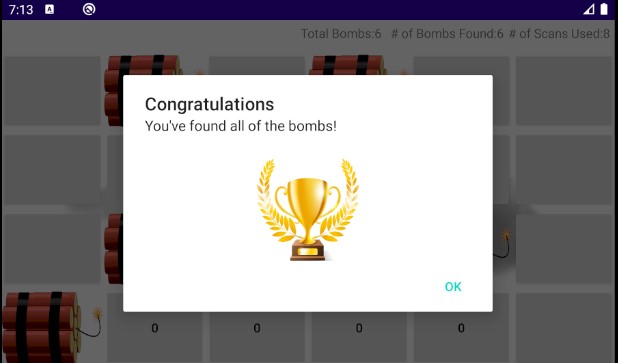 7:13 A
Total Bombs:6 # of Bombs Found:6 # of Scans Used:8
Congratulations
You've found all of the bombs!
OK
0 0 0 0